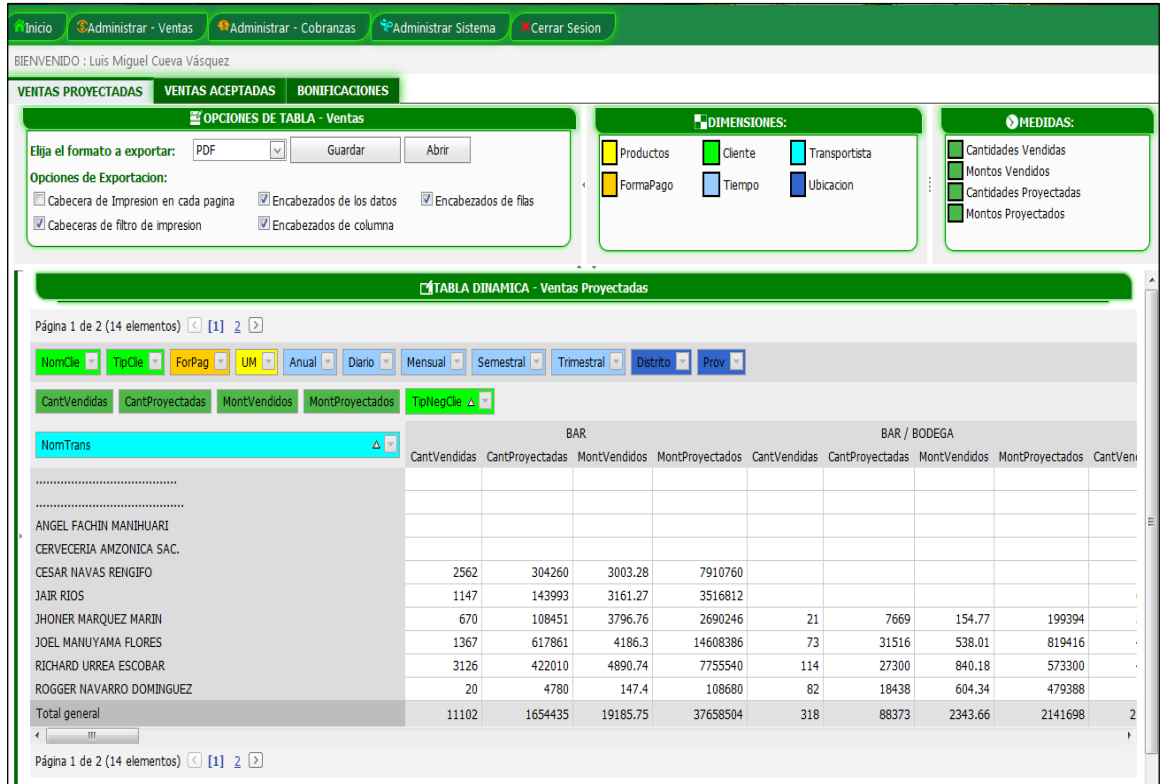 Inicio Administrar - Ventas Administrar - Cobranzas Administrar Sistema Cerrar Sesion
BIENVENIDO : Luis Miguel Cueva Vásquez
VENTAS PROYECTADAS VENTAS ACEPTADAS BONIFICACIONES
OPCIONES DE TABLA - Ventas
Elija el formato a exportar: PDF Guardar Abrir
Opciones de Exportacion:
Cabecera de Impresion en cada pagina Encabezados de los datos Encabezados de filas
Cabeceras de filtro de impresion Encabezados de columna
DIMENSIONES:
Productos Cliente Transportista
FormaPago Tiempo Ubicacion
MEDIDAS:
Cantidades Vendidas
Montos Vendidos
Cantidades Proyectadas
Montos Proyectados
TABLA DINAMICA - Ventas Proyectadas
Página 1 de 2 (14 elementos) [1] 2
NomClie TipClie ForPag UM Anual Diario Mensual Semestral Trimestral Distrito Prov
CantVendidas CantProyectadas MontVendidos MontProyectados TipNegClie
NomTrans BAR BAR / BODEGA
CantVendidas CantProyectadas MontVendidos MontProyectados CantVendidas CantProyectadas MontVendidos MontProyectados
........................................
..........................................
ANGEL FACHIN MANIHUARI
CERVECERIA AMZONICA SAC.
CESAR NAVAS RENGIFO 2562 304260 3003.28 7910760
JAIR RIOS 1147 143993 3161.27 3516812
JHONER MARQUEZ MARIN 670 108451 3796.76 2690246 21 7669 154.77 199394
JOEL MANUYAMA FLORES 1367 617861 4186.3 14608386 73 31516 538.01 819416
RICHARD URREA ESCOBAR 3126 422010 4890.74 7755540 114 27300 840.18 573300
ROGGER NAVARRO DOMINGUEZ 20 4780 147.4 108680 82 18438 604.34 479388
Total general 11102 1654435 19185.75 37658504 318 88373 2343.66 2141698
Página 1 de 2 (14 elementos) [1] 2